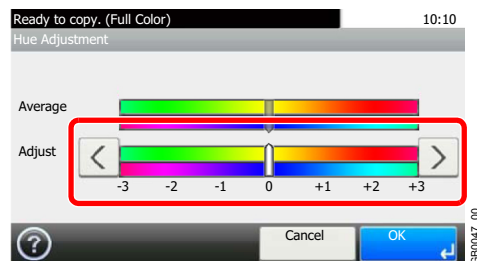 Ready to copy. (Full Color) 10:10
Hue Adjustment
Average
Adjust
-3 -2 -1 0 +1 +2 +3
? Cancel OK
GB0047_00